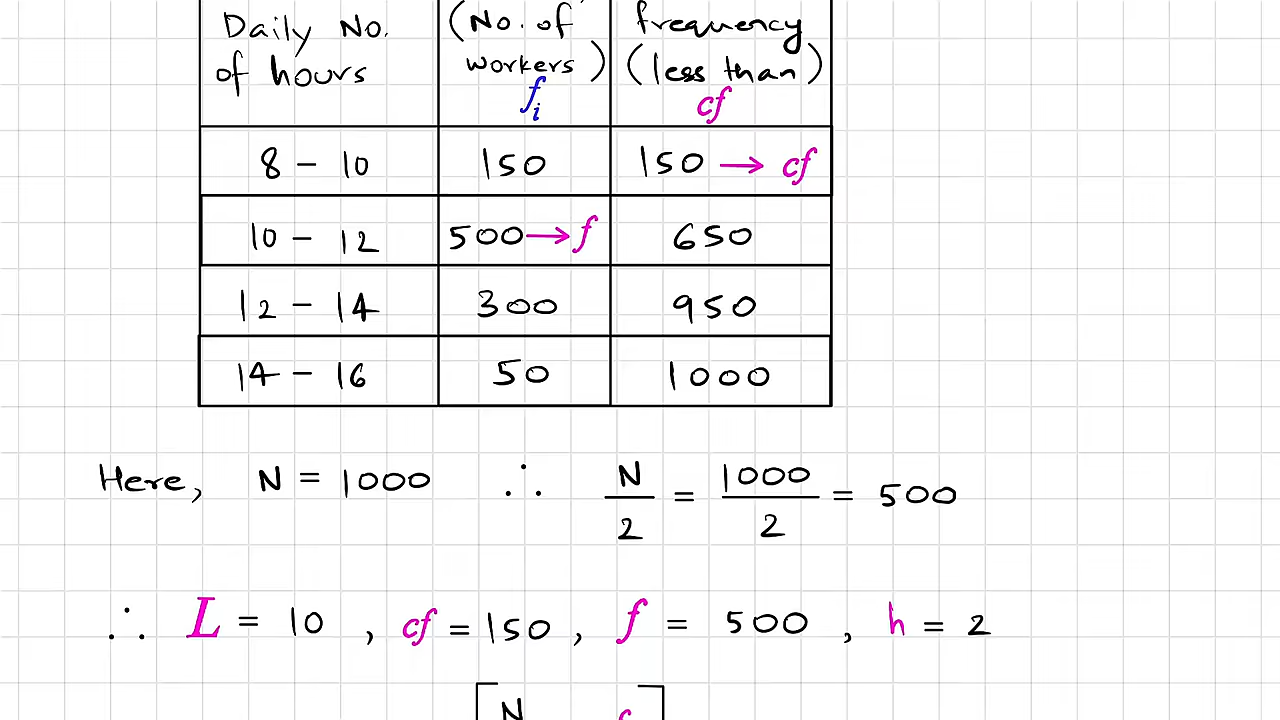 Daily No. of hours | (No. of workers) fi | frequency (less than) cf
8 - 10 | 150 | 150 → cf
10 - 12 | 500 → f | 650
12 - 14 | 300 | 950
14 - 16 | 50 | 1000
Here, N = 1000 ∴ N/2 = 1000/2 = 500
∴ L = 10, cf = 150, f = 500, h = 2
[N ]